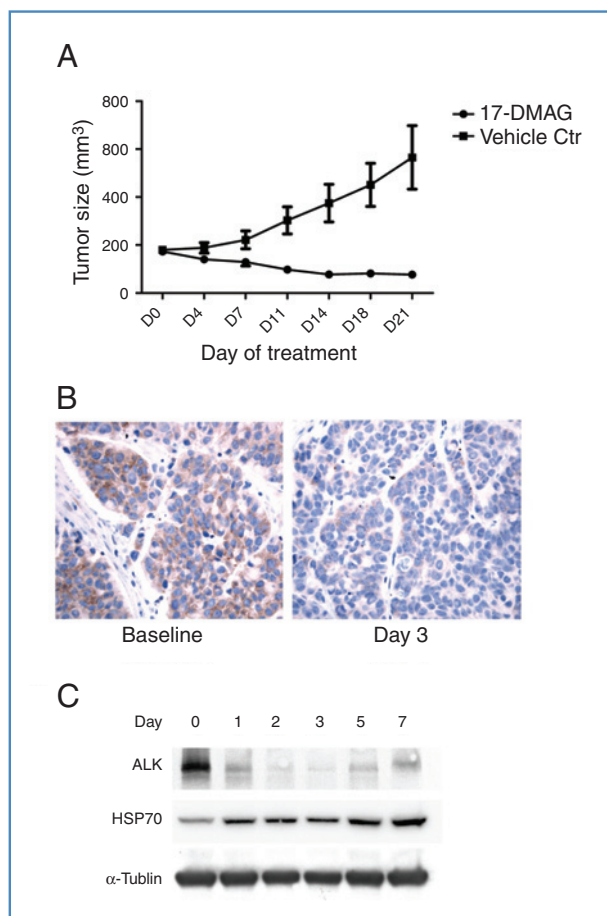 A
17-DMAG
Vehicle Ctr
Tumor size (mm³)
800
800
400
200
0
D0
D4
D7
D11
D14
D18
D21
Day of treatment
B
Baseline
Day 3
C
Day 0 1 2 3 5 7
ALK
HSP70
α-Tublin